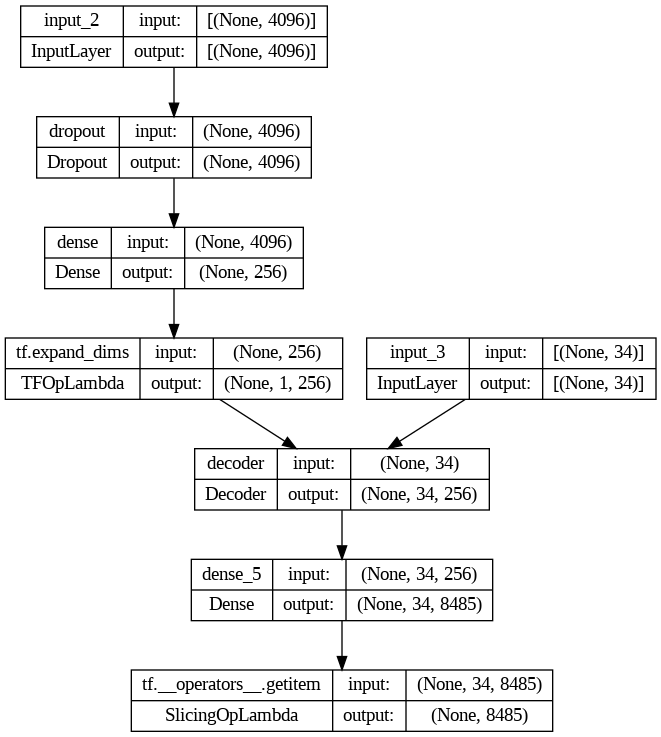 input_2 input: [(None, 4096)]
InputLayer output: [(None, 4096)]
dropout input: (None, 4096)
Dropout output: (None, 4096)
dense input: (None, 4096)
Dense output: (None, 256)
tf.expand_dims input: (None, 256)
TFOpLambda output: (None, 1, 256)
input_3 input: [(None, 34)]
InputLayer output: [(None, 34)]
decoder input: (None, 34)
Decoder output: (None, 34, 256)
dense_5 input: (None, 34, 256)
Dense output: (None, 34, 8485)
tf.__operators__.getitem input: (None, 34, 8485)
SlicingOpLambda output: (None, 8485)